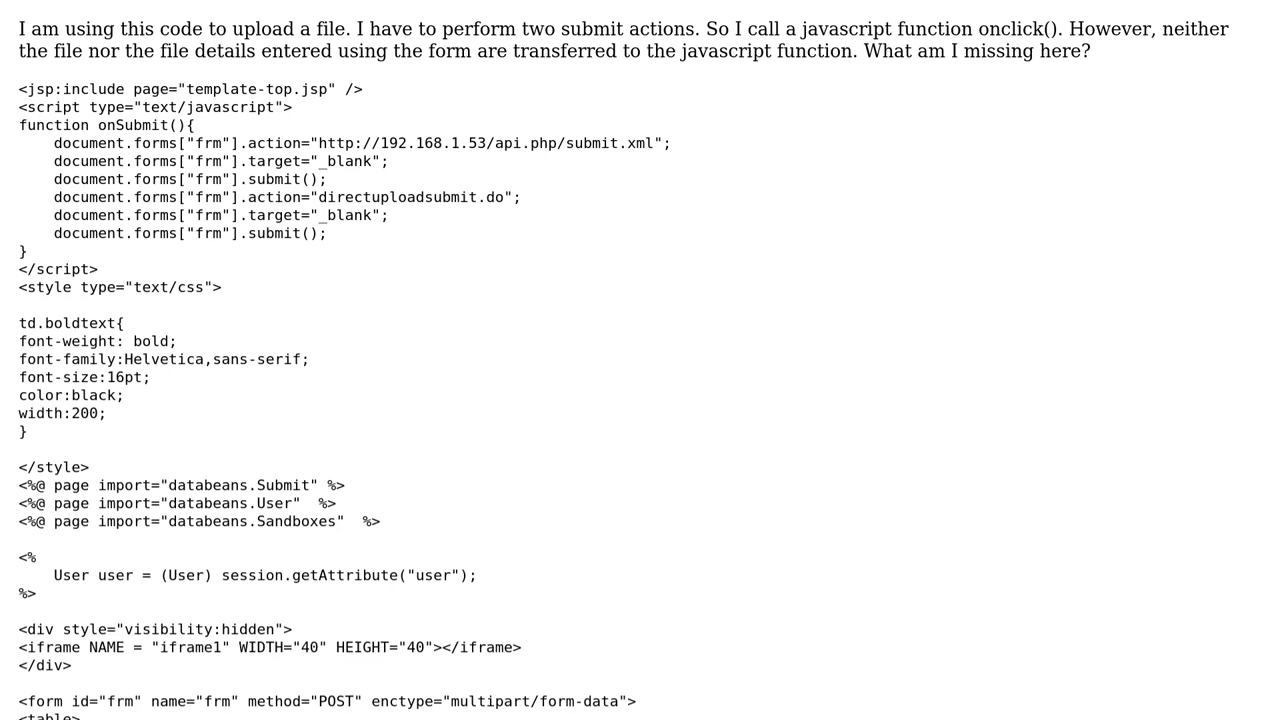 I am using this code to upload a file. I have to perform two submit actions. So I call a javascript function onclick(). However, neither
the file nor the file details entered using the form are transferred to the javascript function. What am I missing here?
<jsp:include page="template-top.jsp" />
<script type="text/javascript">
function onSubmit(){
    document.forms["frm"].action="http://192.168.1.53/api.php/submit.xml";
    document.forms["frm"].target="_blank";
    document.forms["frm"].submit();
    document.forms["frm"].action="directuploadsubmit.do";
    document.forms["frm"].target="_blank";
    document.forms["frm"].submit();
}
</script>
<style type="text/css">
td.boldtext{
font-weight: bold;
font-family:Helvetica,sans-serif;
font-size:16pt;
color:black;
width:200;
}
</style>
<%@ page import="databeans.Submit" %>
<%@ page import="databeans.User"  %>
<%@ page import="databeans.Sandboxes"  %>
<%
    User user = (User) session.getAttribute("user");
%>
<div style="visibility:hidden">
<iframe NAME = "iframe1" WIDTH="40" HEIGHT="40"></iframe>
</div>
<form id="frm" name="frm" method="POST" enctype="multipart/form-data">
<table>